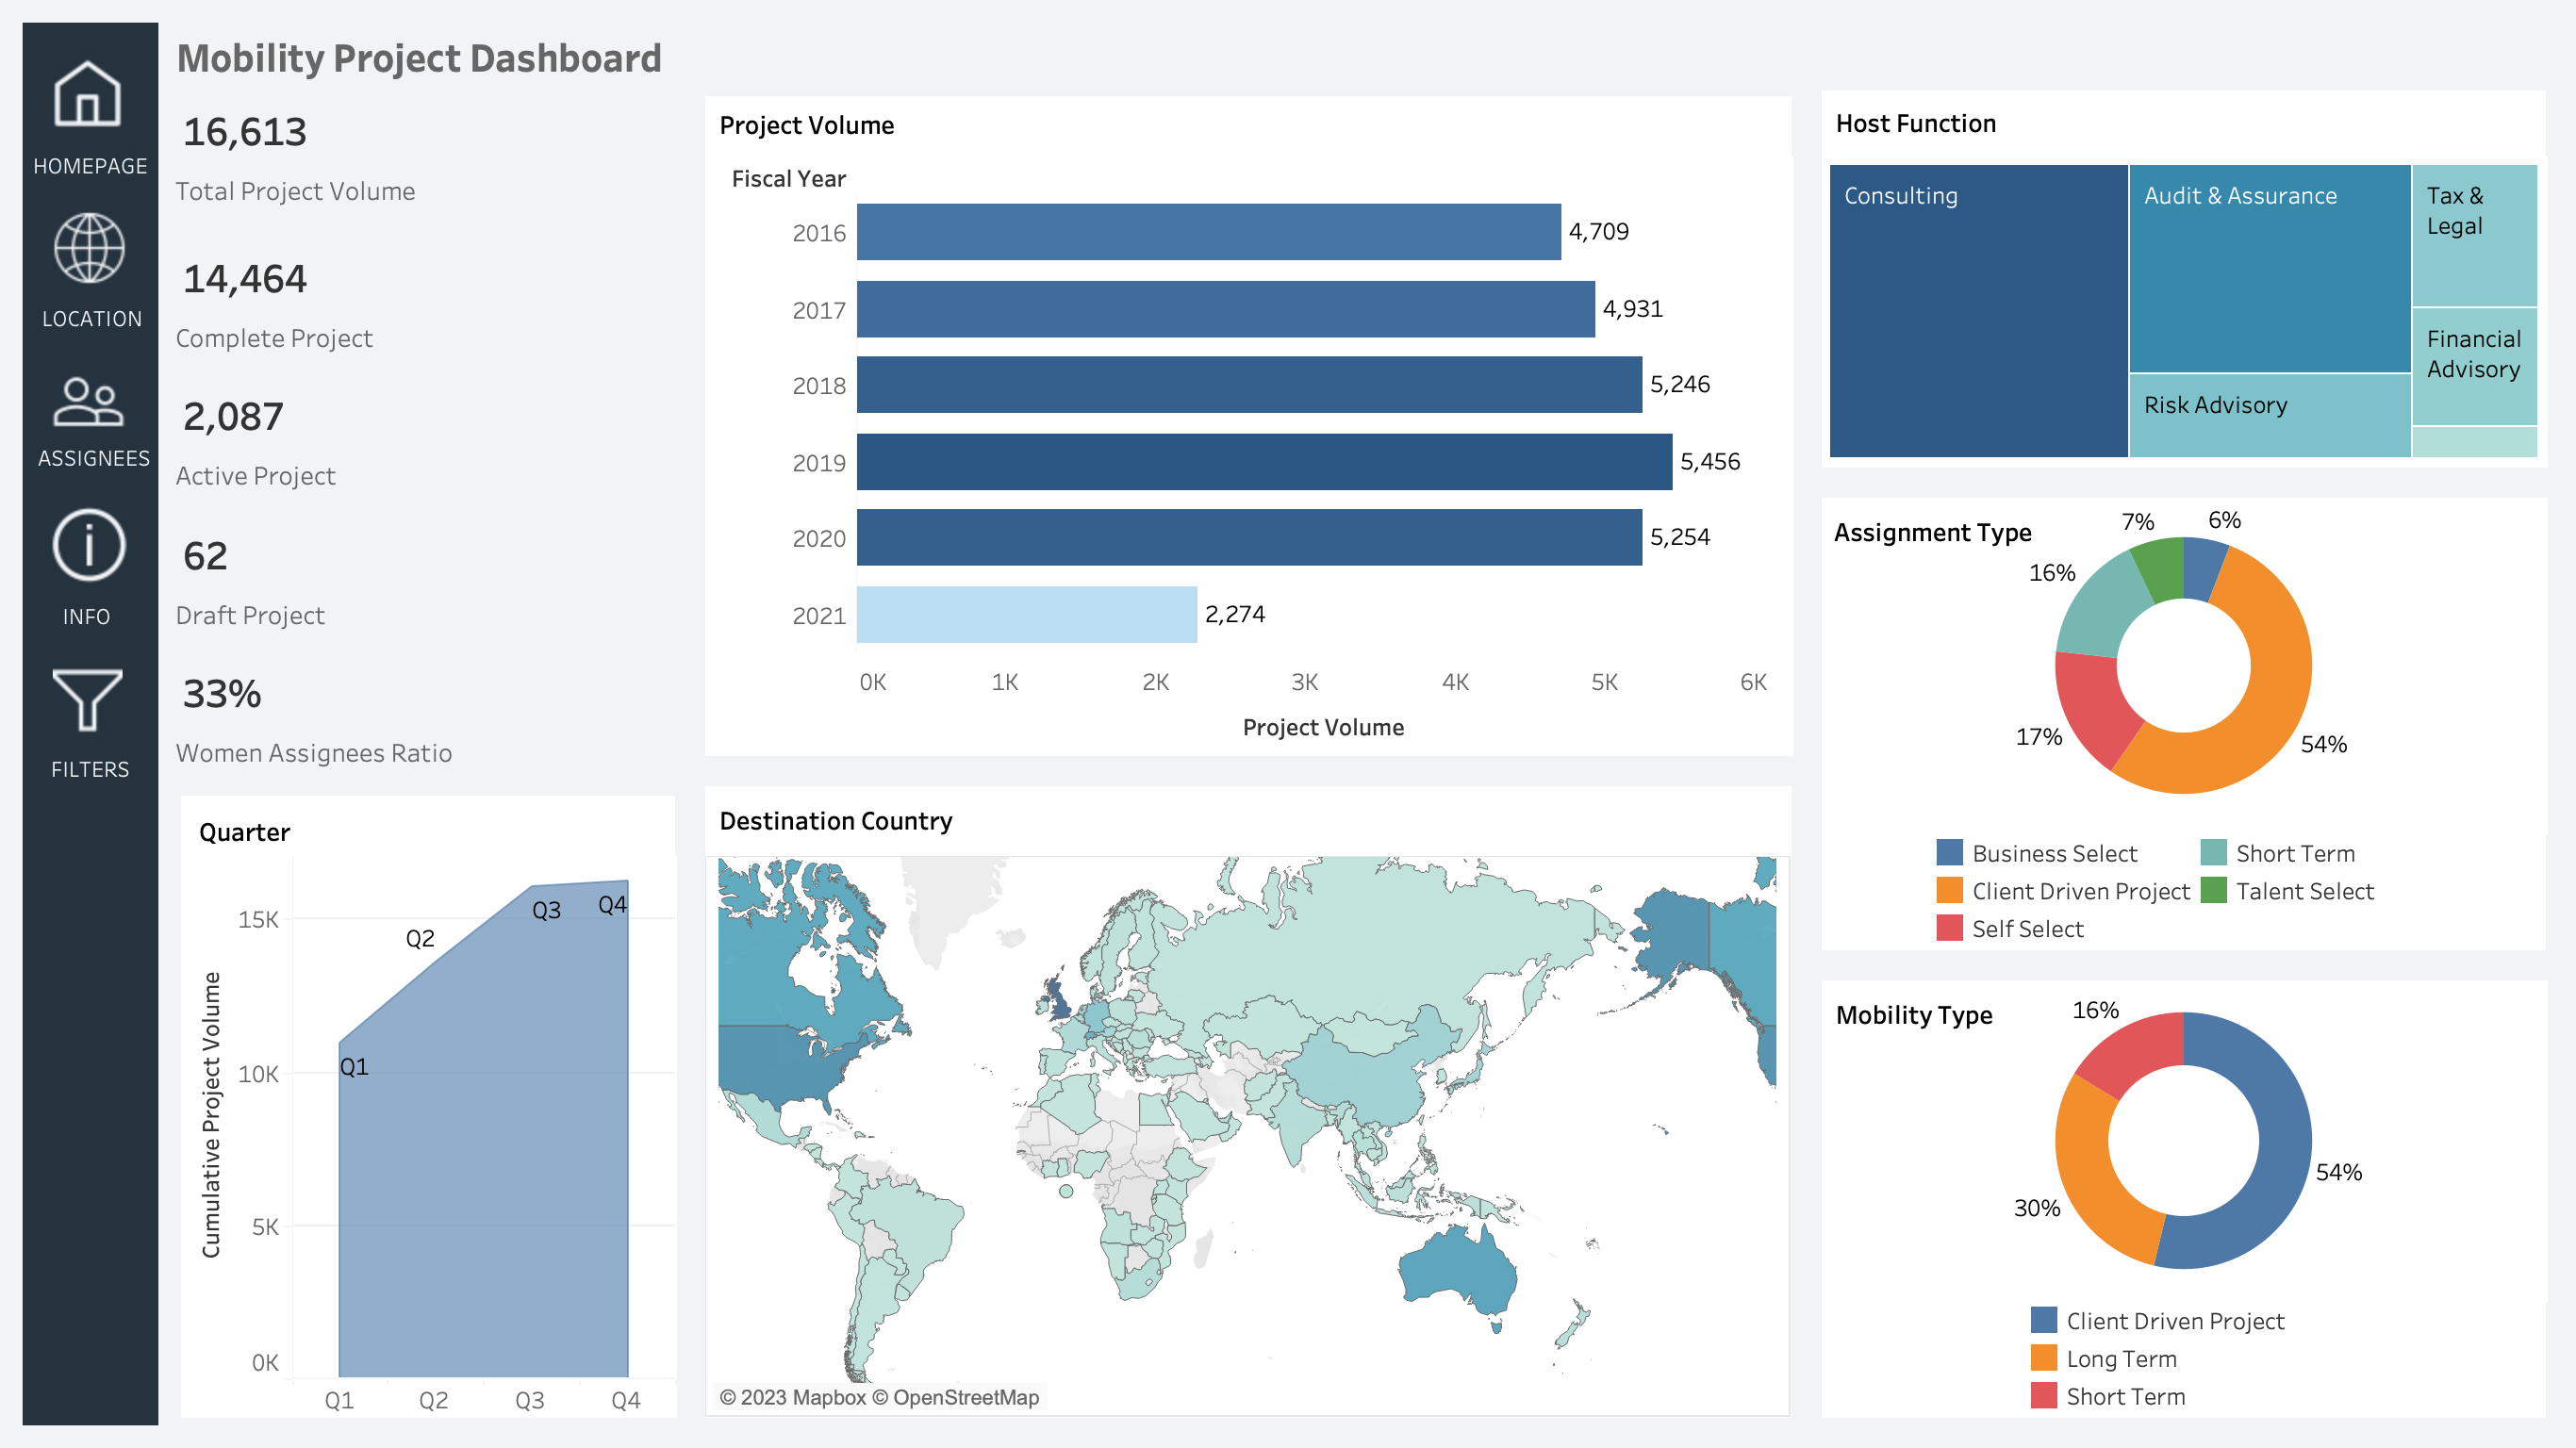 Mobility Project Dashboard
HOMEPAGE
LOCATION
ASSIGNEES
INFO
FILTERS
16,613
Total Project Volume
14,464
Complete Project
2,087
Active Project
62
Draft Project
33%
Women Assignees Ratio
Quarter
Cumulative Project Volume
15K
10K
5K
0K
Q1
Q2
Q3
Q4
Q1
Q2
Q3
Q4
Project Volume
Fiscal Year
2016
4,709
2017
4,931
2018
5,246
2019
5,456
2020
5,254
2021
2,274
0K
1K
2K
3K
4K
5K
6K
Project Volume
Destination Country
© 2023 Mapbox © OpenStreetMap
Host Function
Consulting
Audit & Assurance
Risk Advisory
Tax &
Legal
Financial
Advisory
Assignment Type
7%
6%
16%
17%
54%
Business Select
Short Term
Client Driven Project
Talent Select
Self Select
Mobility Type
16%
54%
30%
Client Driven Project
Long Term
Short Term